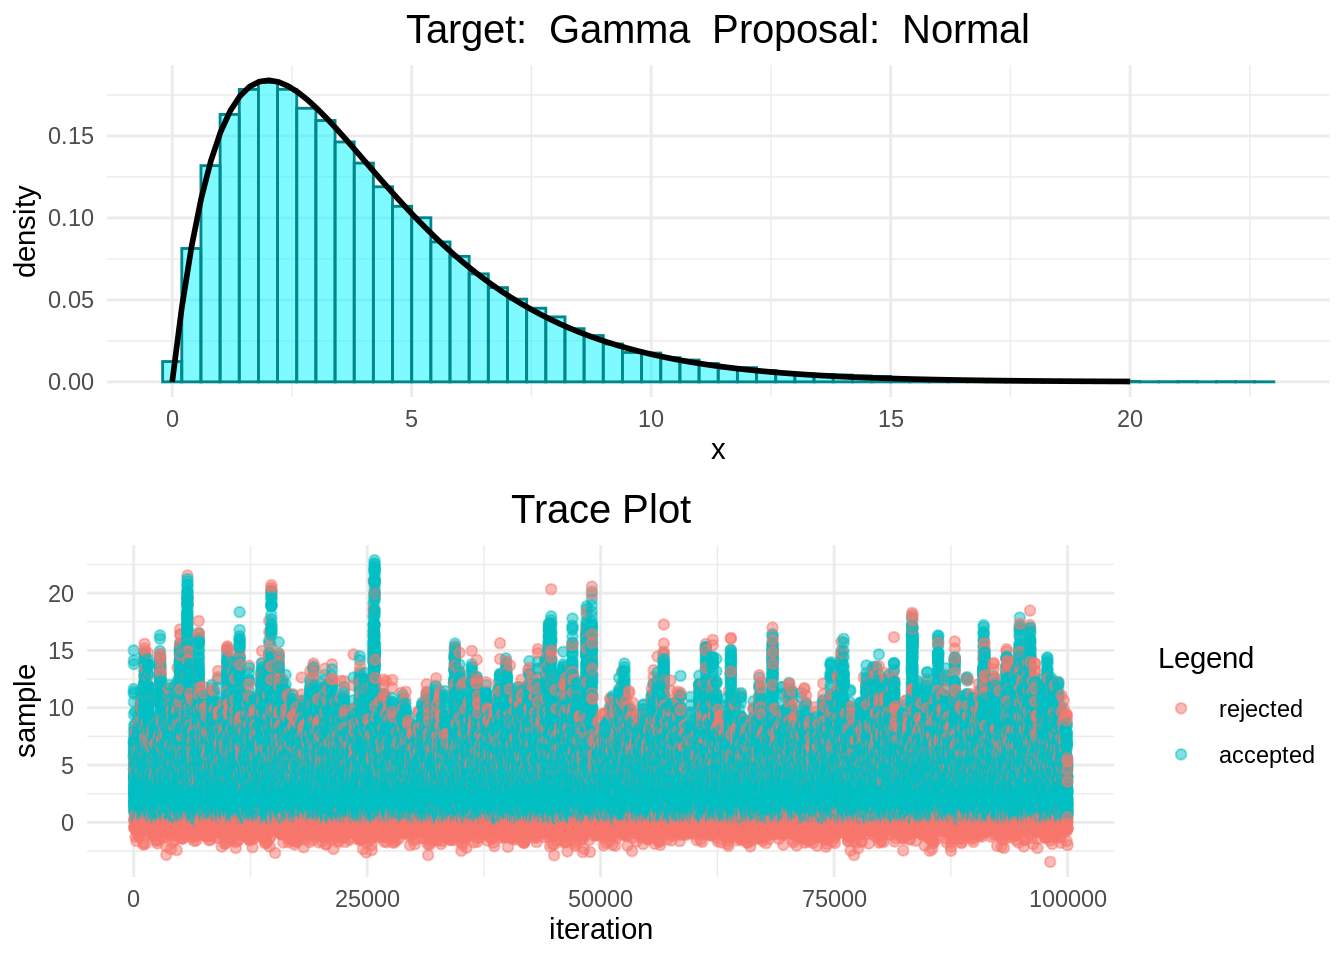 Target:  Gamma  Proposal:  Normal
density
0.15
0.10
0.05
0.00
0 5 10 15 20
x
Trace Plot
sample
20
15
10
5
0
0 25000 50000 75000 100000
iteration
Legend
rejected
accepted